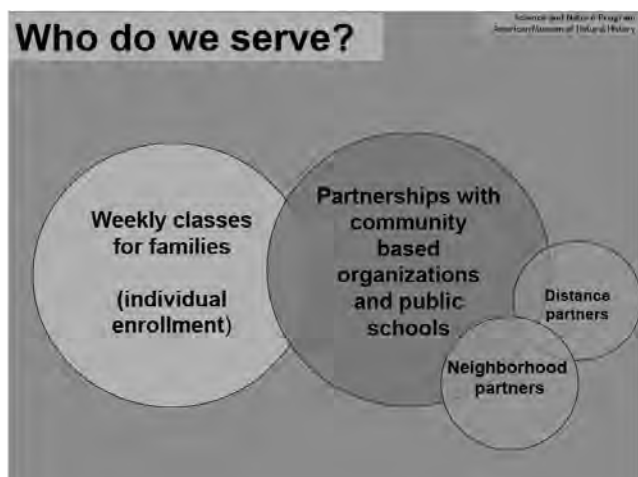 Who do we serve?
Science and Nature Program
American Museum of Natural History
Weekly classes
for families
(individual
enrollment)
Partnerships with
community
based
organizations
and public
schools
Distance
partners
Neighborhood
partners